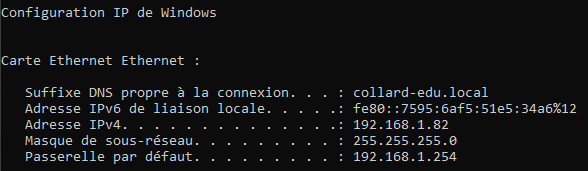 Configuration IP de Windows
Carte Ethernet Ethernet :
Suffixe DNS propre à la connexion. . . : collard-edu.local
Adresse IPv6 de liaison locale. . . . .: fe80::7595:6af5:51e5:34a6%12
Adresse IPv4. . . . . . . . . . . . . .: 192.168.1.82
Masque de sous-réseau. . . . . . . . . : 255.255.255.0
Passerelle par défaut. . . . . . . . . : 192.168.1.254